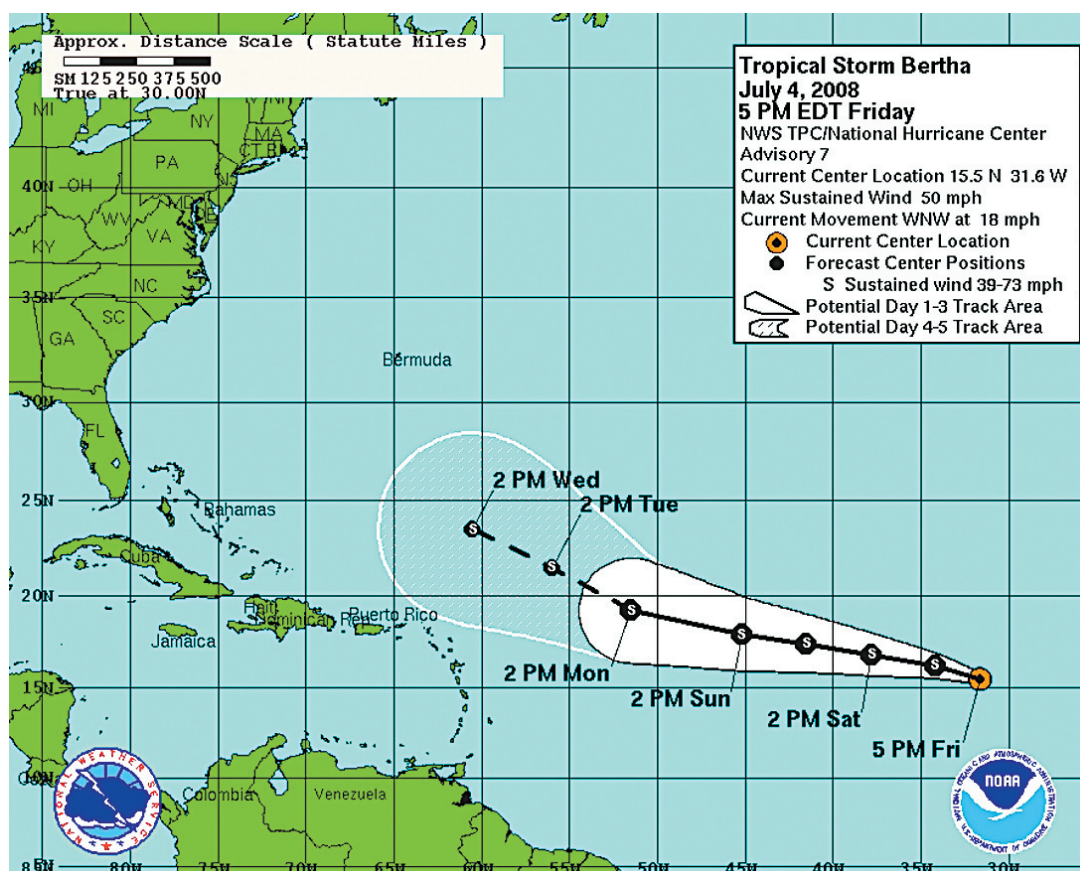 Approx. Distance Scale ( Statute Miles )
SM 125 250 375 500
True at 30.00N
Tropical Storm Bertha
July 4, 2008
5 PM EDT Friday
NWS TPC/National Hurricane Center
Advisory 7
Current Center Location 15.5 N 31.6 W
Max Sustained Wind 50 mph
Current Movement WNW at 18 mph
Current Center Location
Forecast Center Positions
S Sustained wind 39-73 mph
Potential Day 1-3 Track Area
Potential Day 4-5 Track Area
MI
NY
MA
CT RI
PA
NJ
OH
MD
DE
WV
VA
KY
NC
SC
GA
FL
40N
35N
30N
25N
20N
15N
Bermuda
Bahamas
Cuba
Haiti
Dominican Rep
Puerto Rico
Jamaica
2 PM Wed
2 PM Tue
2 PM Mon
2 PM Sun
2 PM Sat
5 PM Fri
S
S
S
S
S
S
S
Colombia
Venezuela
NATIONAL WEATHER SERVICE
NOAA
75W
70W
65W
60W
55W
50W
45W
40W
35W
30W